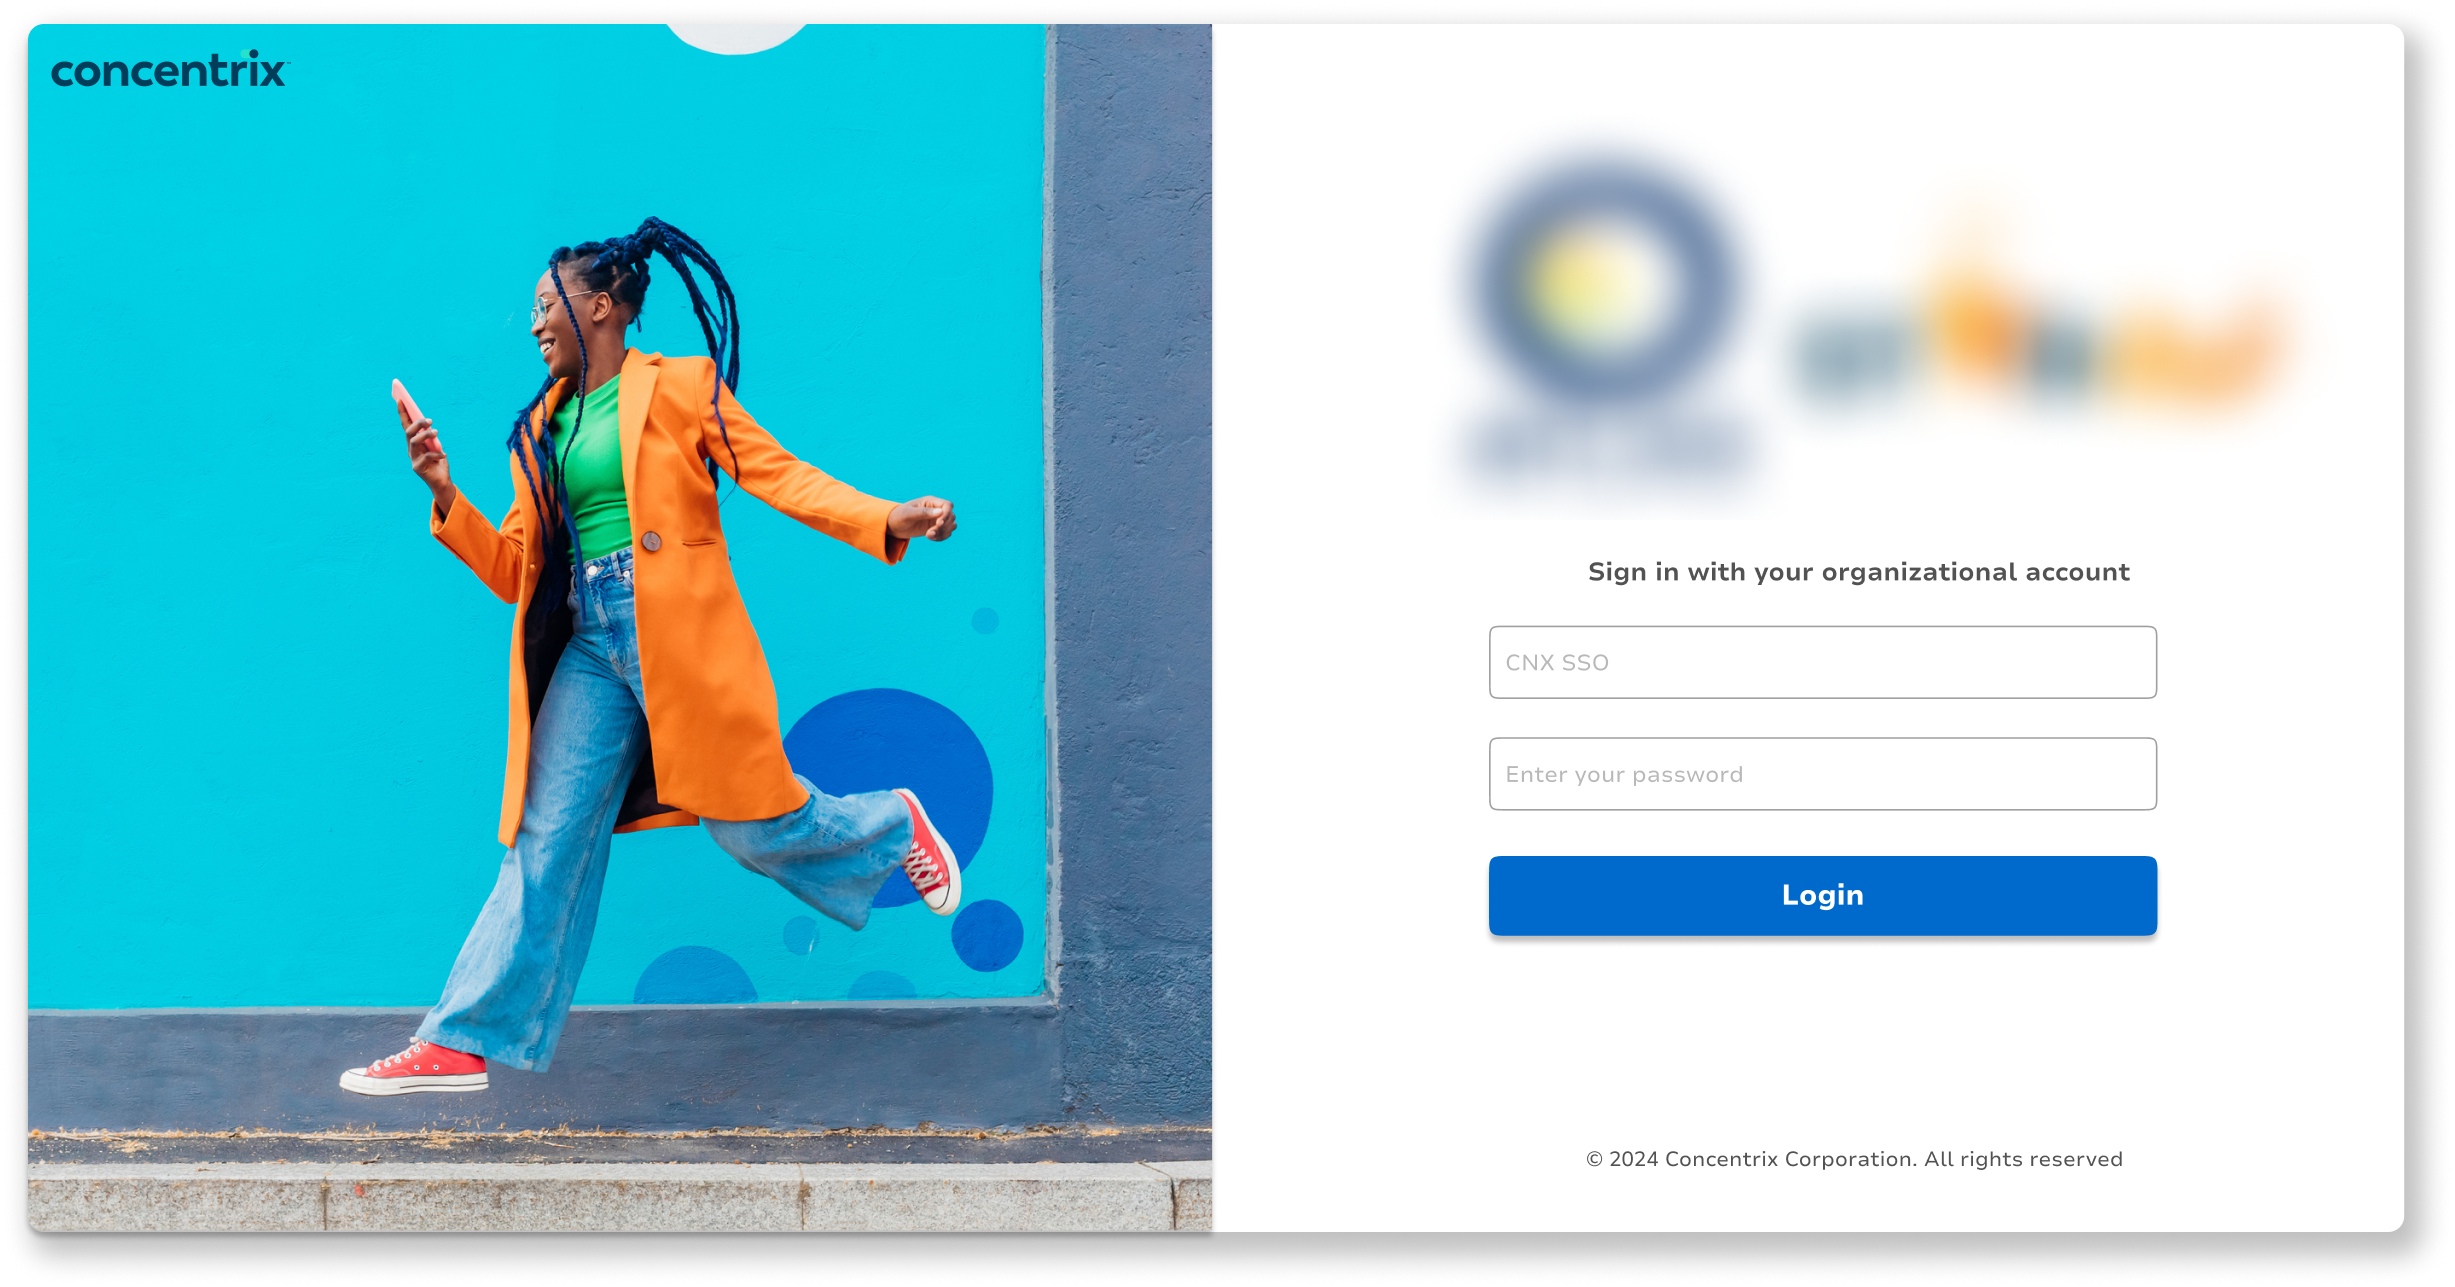 concentrix
Sign in with your organizational account
CNX SSO
Enter your password
Login
© 2024 Concentrix Corporation. All rights reserved